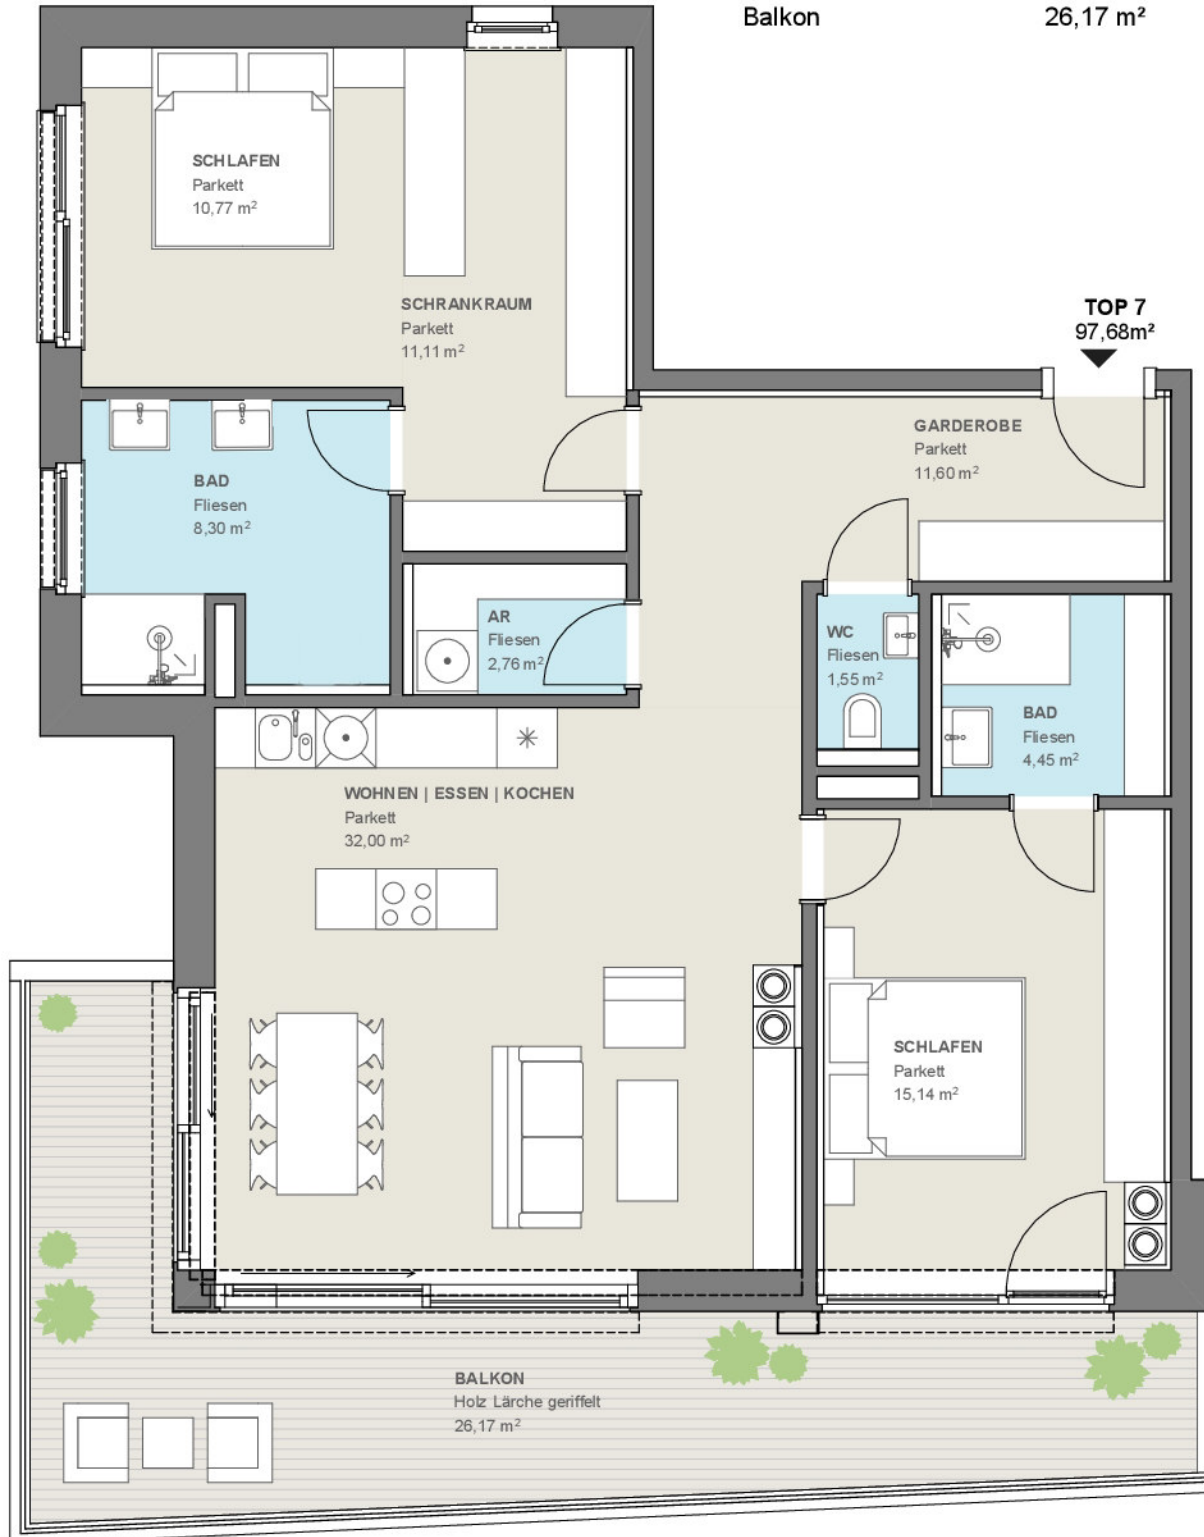 Balkon 26,17 m²
SCHLAFEN
Parkett
10,77 m²
SCHRANKRAUM
Parkett
11,11 m²
TOP 7
97,68m²
GARDEROBE
Parkett
11,60 m²
BAD
Fliesen
8,30 m²
AR
Fliesen
2,76 m²
WC
Fliesen
1,55 m²
BAD
Fliesen
4,45 m²
WOHNEN | ESSEN | KOCHEN
Parkett
32,00 m²
SCHLAFEN
Parkett
15,14 m²
BALKON
Holz Lärche geriffelt
26,17 m²